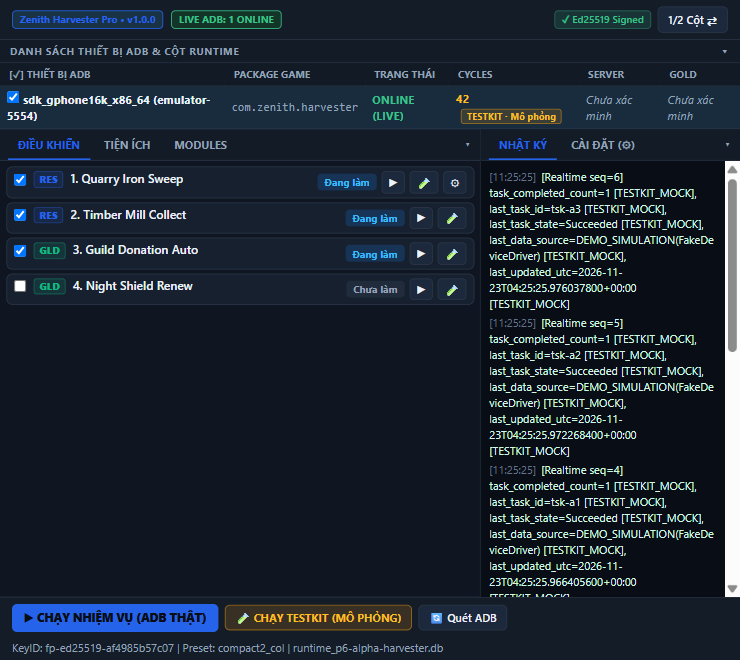 Zenith Harvester Pro • v1.0.0
LIVE ADB: 1 ONLINE
✓ Ed25519 Signed
1/2 Cột ⇄
DANH SÁCH THIẾT BỊ ADB & CỘT RUNTIME
[✓] THIẾT BỊ ADB
PACKAGE GAME
TRẠNG THÁI
CYCLES
SERVER
GOLD
sdk_gphone16k_x86_64 (emulator-
5554)
com.zenith.harvester
ONLINE
(LIVE)
42
TESTKIT - Mô phỏng
Chưa xác
minh
Chưa xác
minh
ĐIỀU KHIỂN
TIỆN ÍCH
MODULES
RES 1. Quarry Iron Sweep Đang làm
RES 2. Timber Mill Collect Đang làm
GLD 3. Guild Donation Auto Đang làm
GLD 4. Night Shield Renew Chưa làm
NHẬT KÝ
CÀI ĐẶT (⚙)
[11:25:25] [Realtime seq=6]
task_completed_count=1 [TESTKIT_MOCK],
last_task_id=tsk-a3 [TESTKIT_MOCK],
last_task_state=Succeeded [TESTKIT_MOCK],
last_data_source=DEMO_SIMULATION(FakeDe
viceDriver) [TESTKIT_MOCK],
last_updated_utc=2026-11-
23T04:25:25.976037800+00:00
[TESTKIT_MOCK]
[11:25:25] [Realtime seq=5]
task_completed_count=1 [TESTKIT_MOCK],
last_task_id=tsk-a2 [TESTKIT_MOCK],
last_task_state=Succeeded [TESTKIT_MOCK],
last_data_source=DEMO_SIMULATION(FakeDe
viceDriver) [TESTKIT_MOCK],
last_updated_utc=2026-11-
23T04:25:25.972268400+00:00
[TESTKIT_MOCK]
[11:25:25] [Realtime seq=4]
task_completed_count=1 [TESTKIT_MOCK],
last_task_id=tsk-a1 [TESTKIT_MOCK],
last_task_state=Succeeded [TESTKIT_MOCK],
last_data_source=DEMO_SIMULATION(FakeDe
viceDriver) [TESTKIT_MOCK],
last_updated_utc=2026-11-
23T04:25:25.966405600+00:00
[TESTKIT_MOCK]
▶ CHẠY NHIỆM VỤ (ADB THẬT)
CHẠY TESTKIT (MÔ PHỎNG)
Quét ADB
KeyID: fp-ed25519-af4985b57c07 | Preset: compact2_col | runtime_p6-alpha-harvester.db